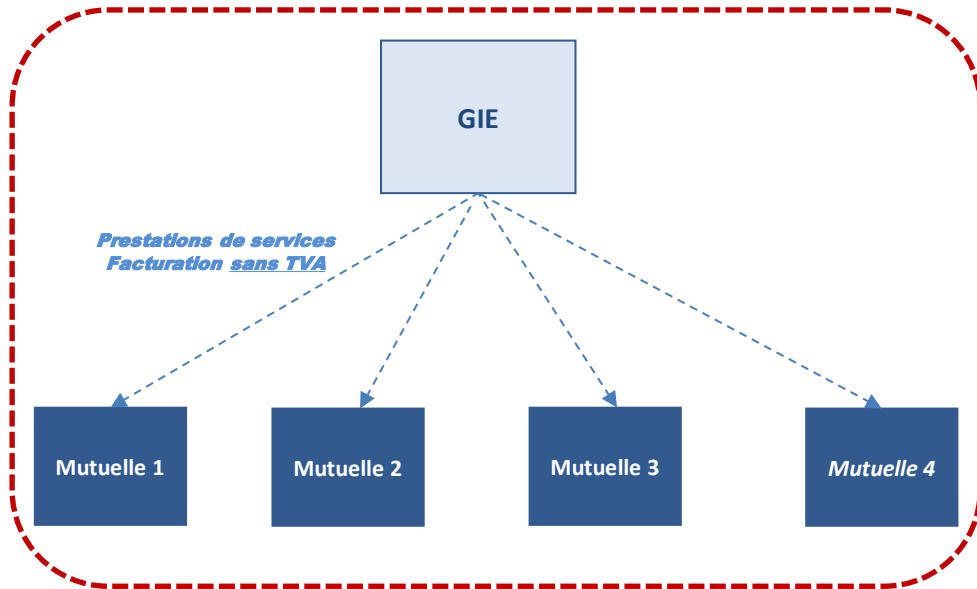 GIE
Prestations de services
Facturation sans TVA
Mutuelle 1
Mutuelle 2
Mutuelle 3
Mutuelle 4